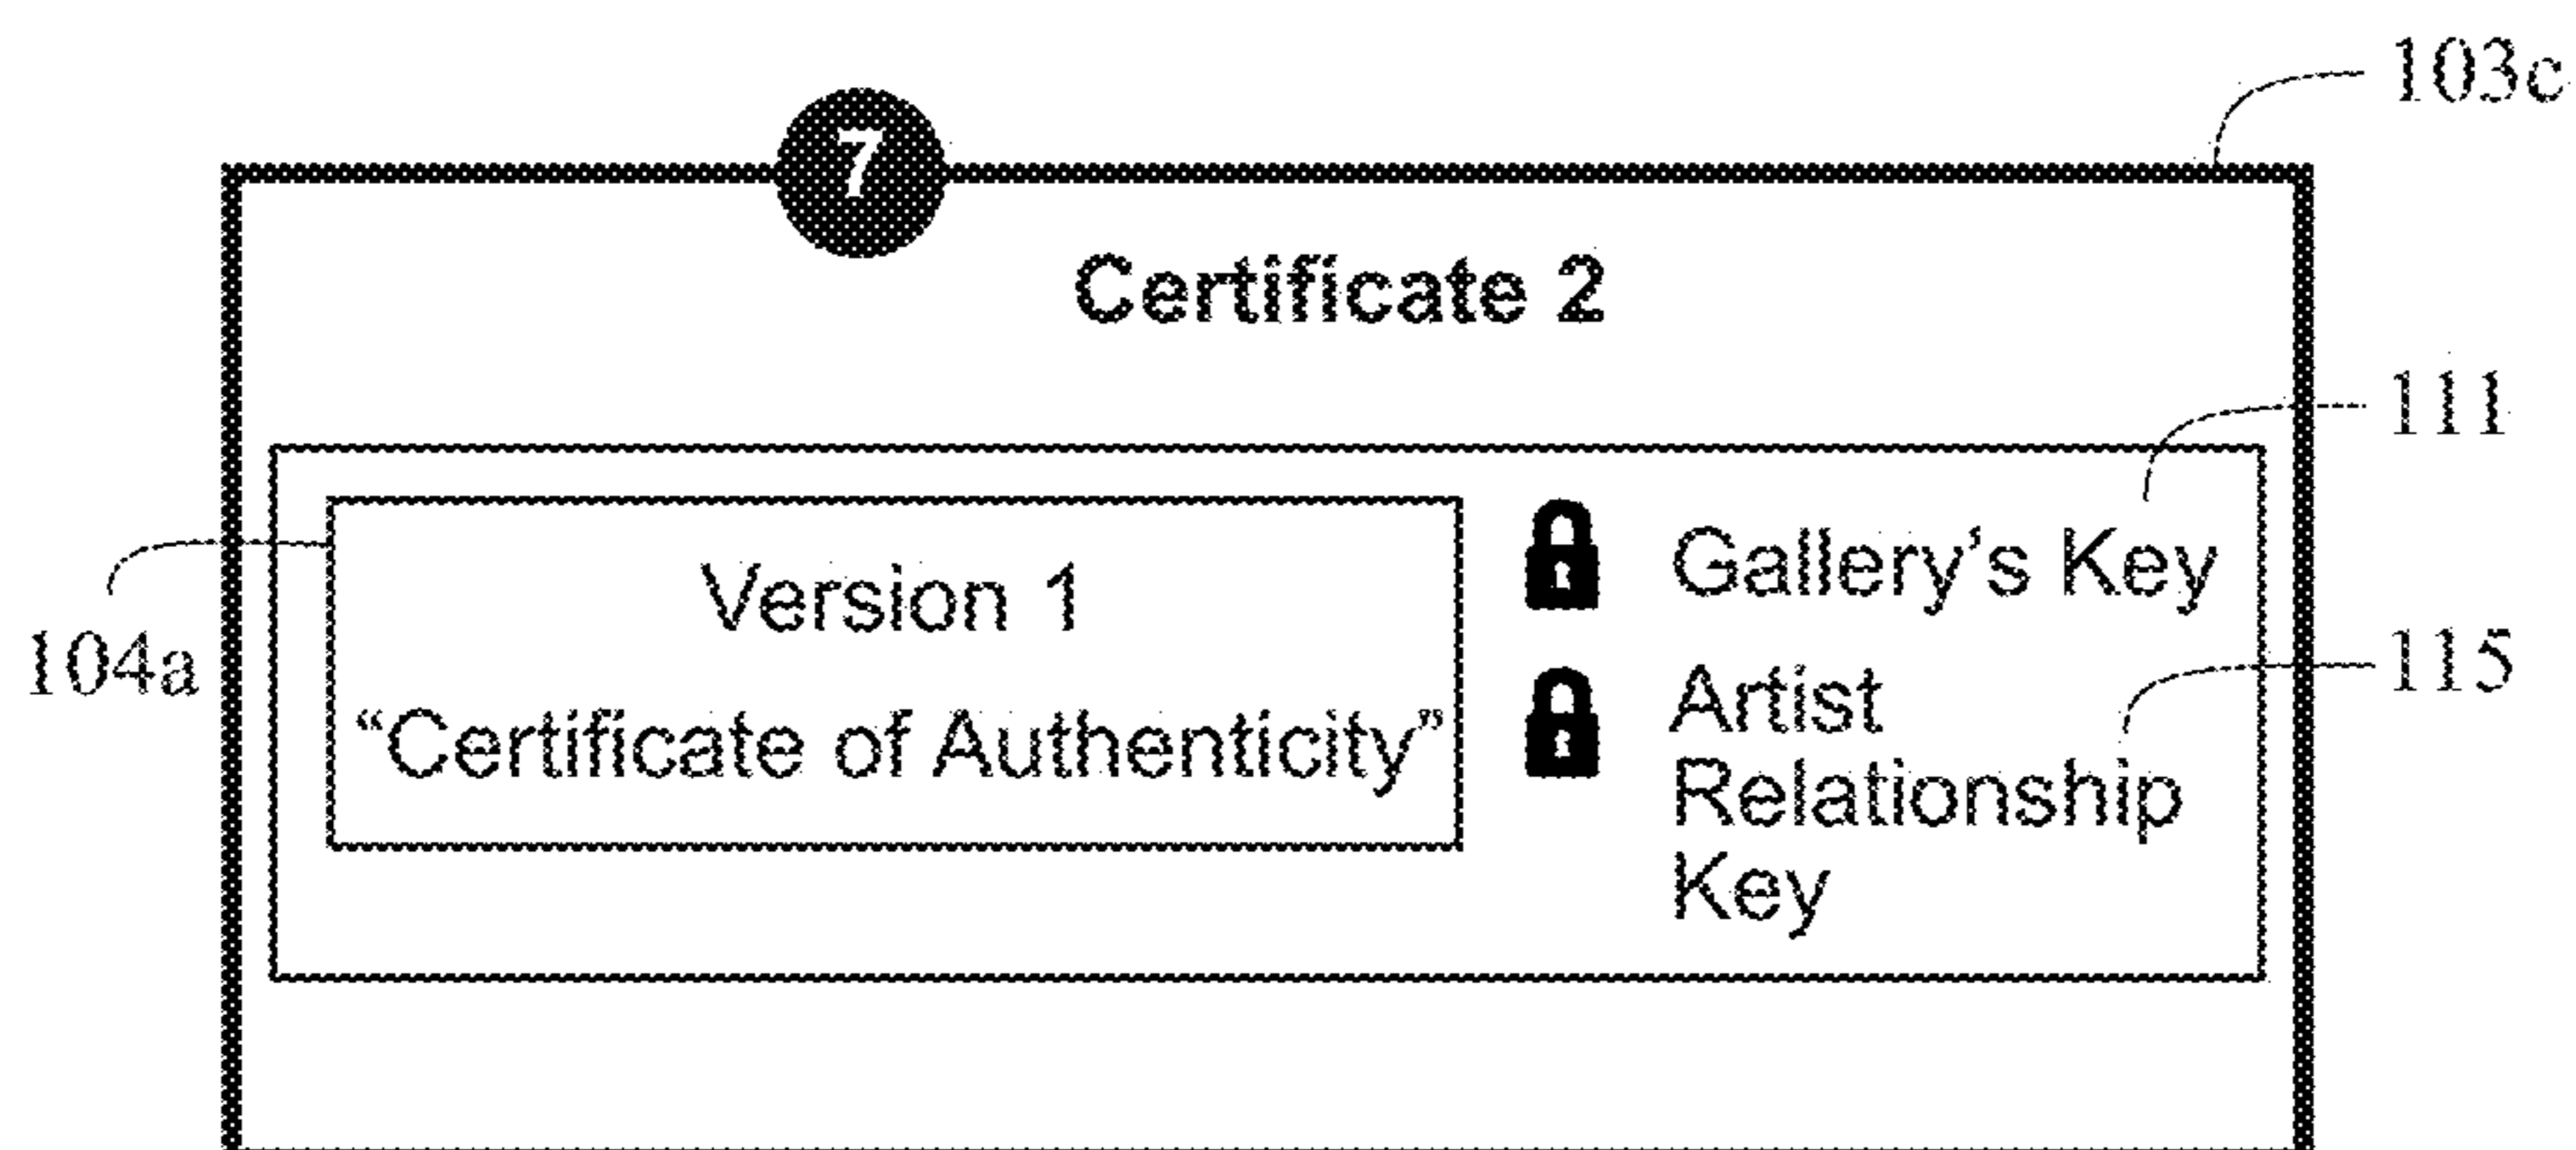 103c
7
Certificate 2
111
Gallery's Key
Version 1
104a
115
Artist
"Certificate of Authenticity"
Relationship
Key